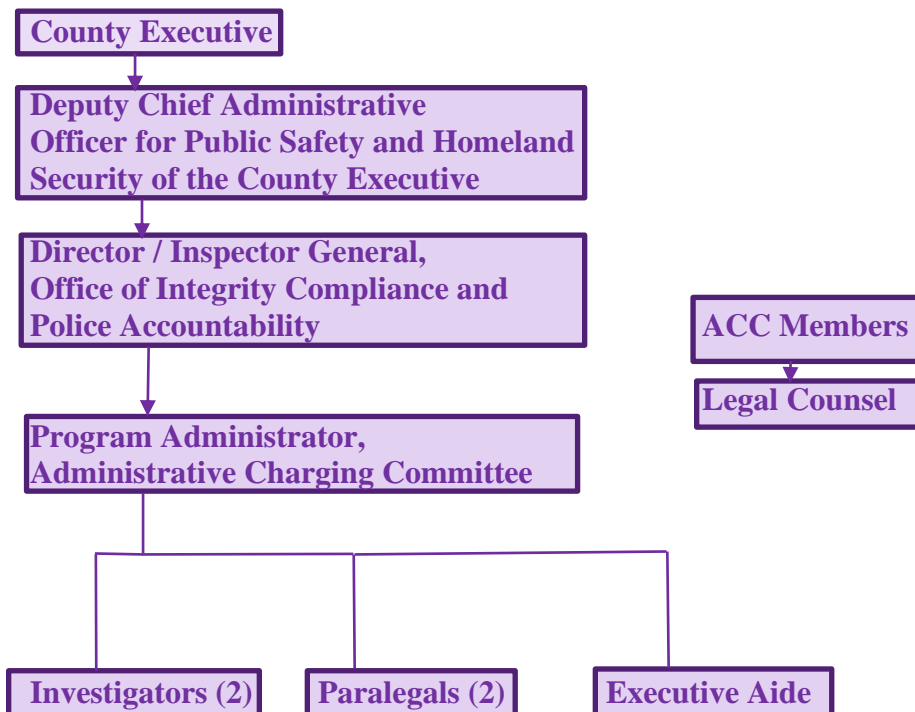 County Executive
Deputy Chief Administrative
Officer for Public Safety and Homeland
Security of the County Executive
Director / Inspector General,
Office of Integrity Compliance and
Police Accountability
ACC Members
Legal Counsel
Program Administrator,
Administrative Charging Committee
Investigators (2)
Paralegals (2)
Executive Aide